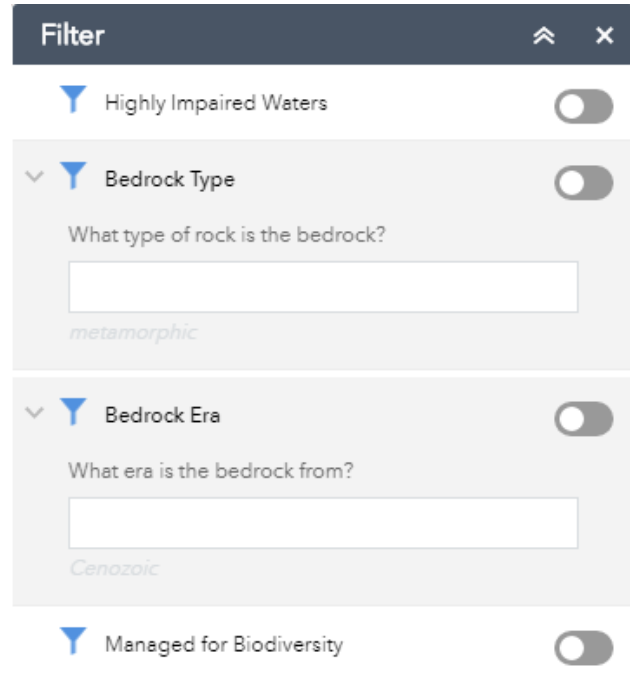 Filter
Highly Impaired Waters
Bedrock Type
What type of rock is the bedrock?
metamorphic
Bedrock Era
What era is the bedrock from?
Cenozoic
Managed for Biodiversity